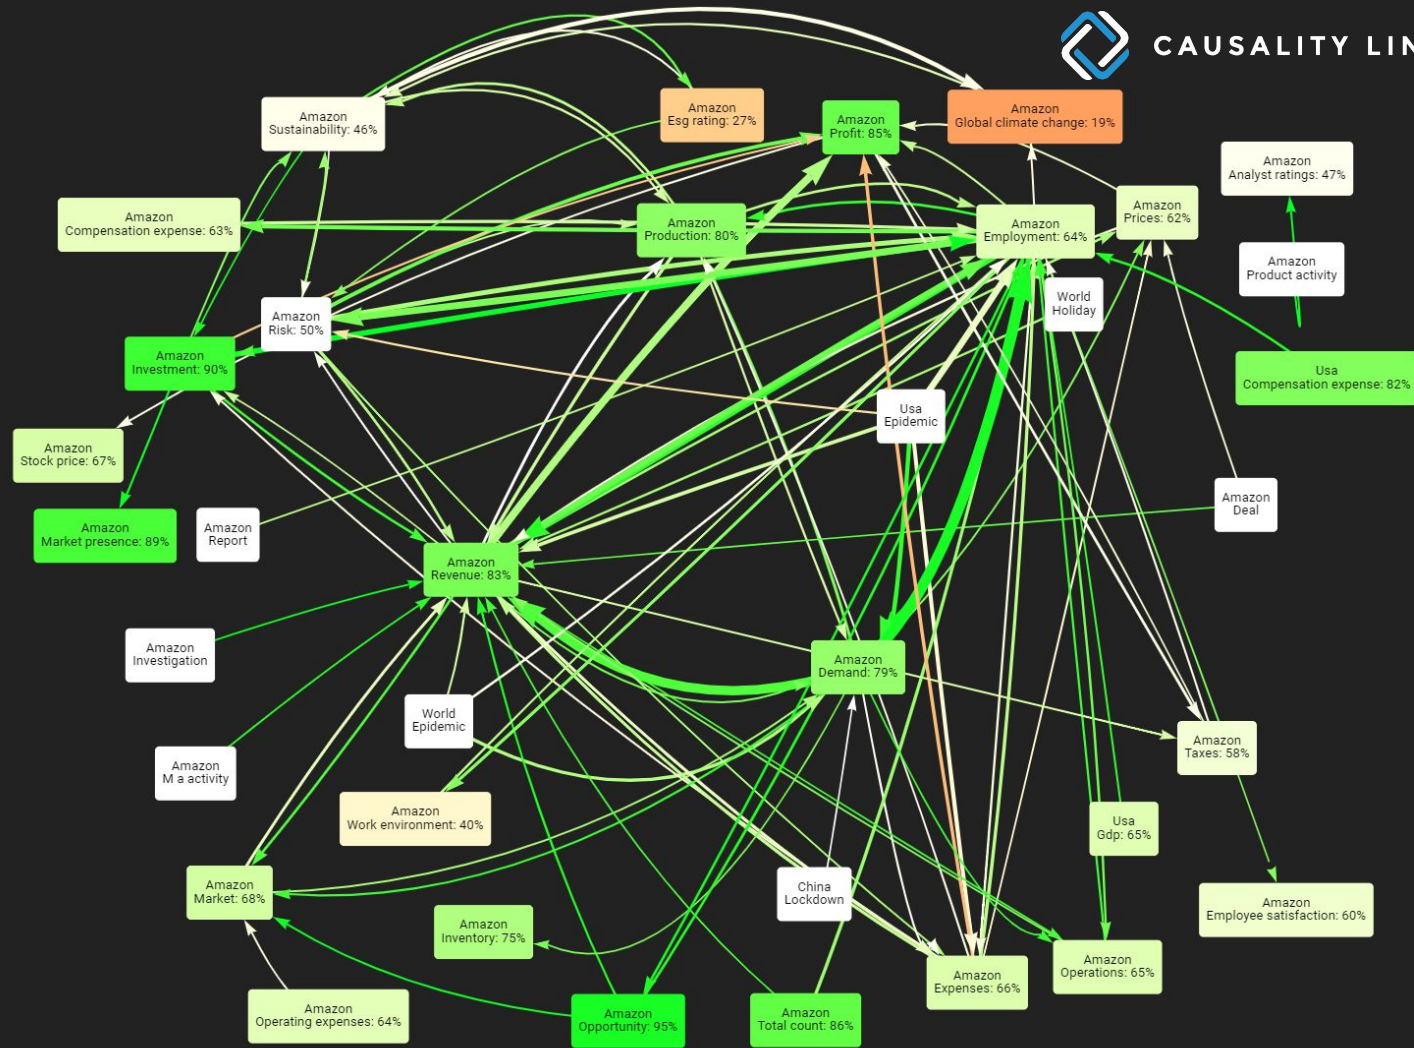 CAUSALITY LIN
Amazon
Sustainability: 46%
Amazon
Esg rating: 27%
Amazon
Profit: 85%
Amazon
Global climate change: 19%
Amazon
Analyst ratings: 47%
Amazon
Compensation expense: 63%
Amazon
Production: 80%
Amazon
Employment: 64%
Amazon
Prices: 62%
Amazon
Product activity
Amazon
Risk: 50%
World
Holiday
Amazon
Investment: 90%
Usa
Compensation expense: 82%
Usa
Epidemic
Amazon
Stock price: 67%
Amazon
Deal
Amazon
Market presence: 89%
Amazon
Report
Amazon
Revenue: 83%
Amazon
Investigation
Amazon
Demand: 79%
World
Epidemic
Amazon
Taxes: 58%
Amazon
M a activity
Amazon
Work environment: 40%
Usa
Gdp: 65%
Amazon
Market: 68%
China
Lockdown
Amazon
Employee satisfaction: 60%
Amazon
Inventory: 75%
Amazon
Operations: 65%
Amazon
Expenses: 66%
Amazon
Operating expenses: 64%
Amazon
Opportunity: 95%
Amazon
Total count: 86%